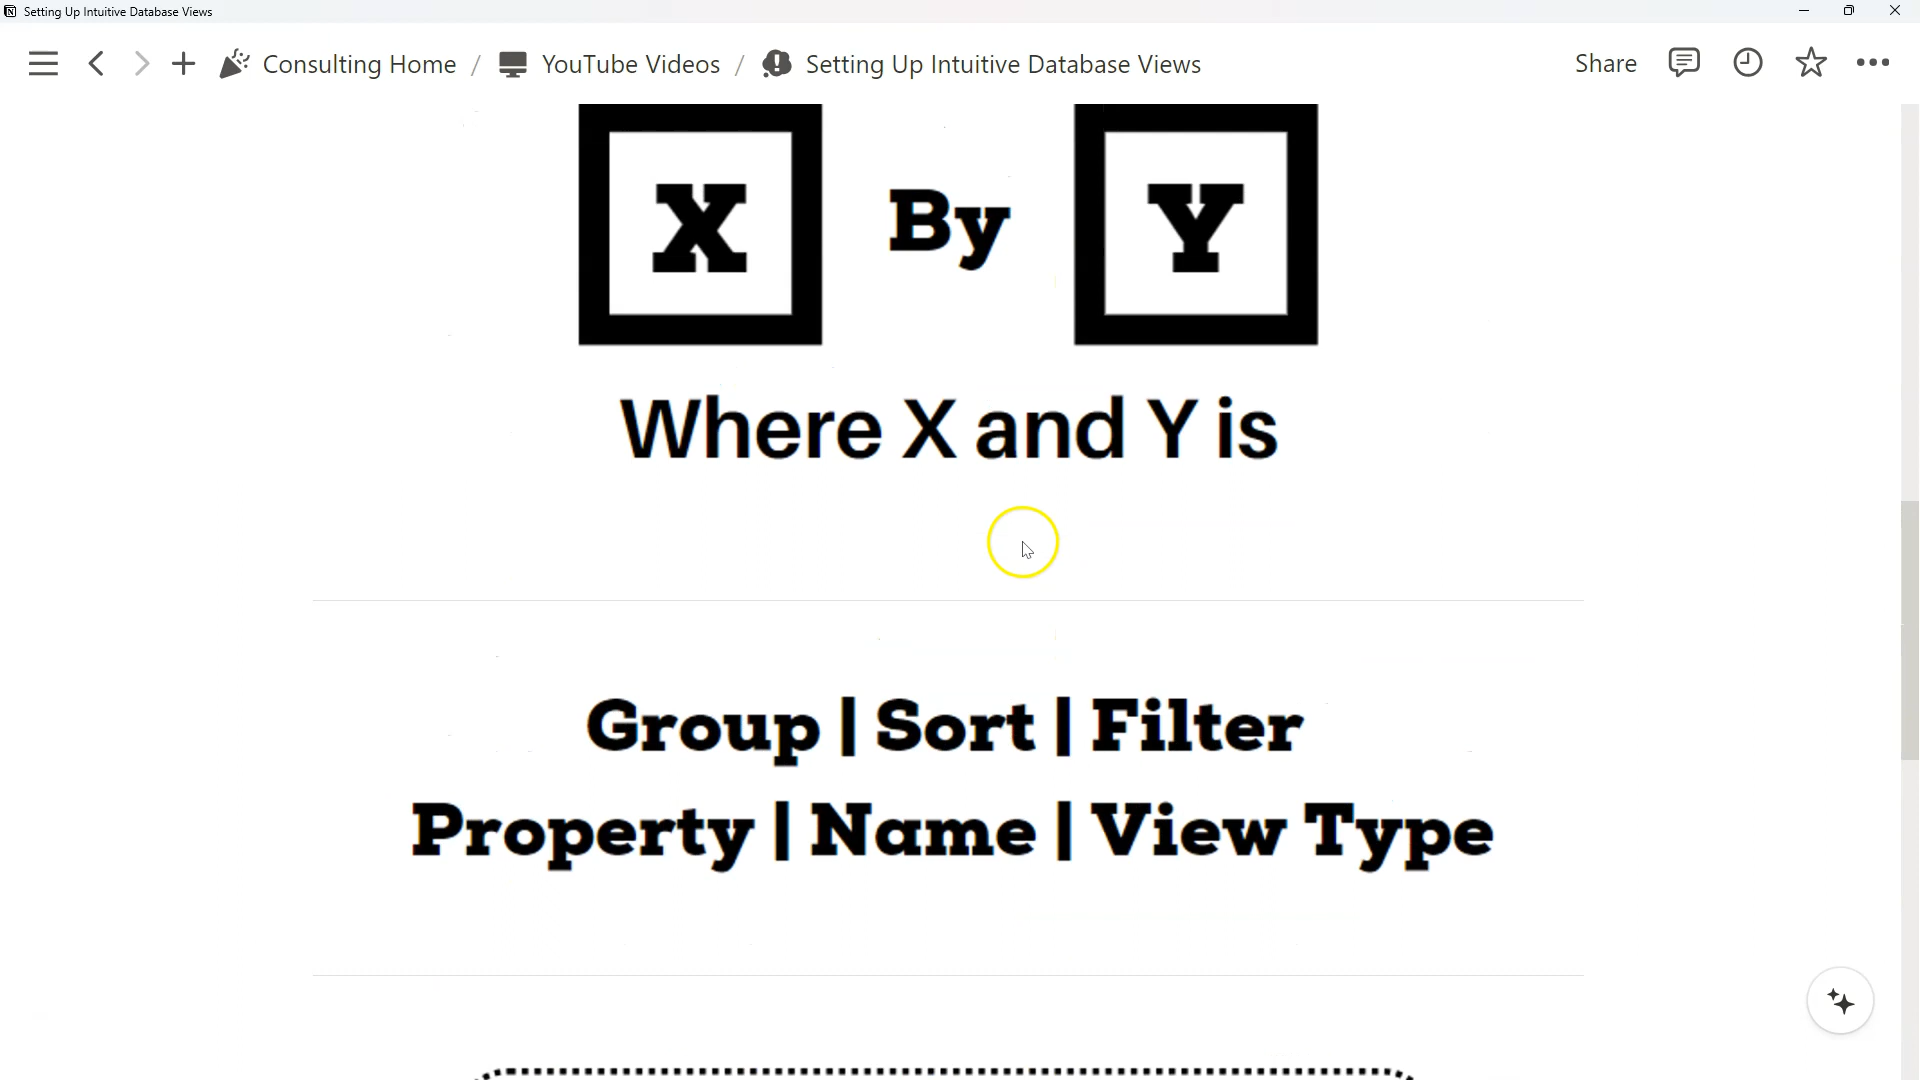 Setting Up Intuitive Database Views
Consulting Home / YouTube Videos / Setting Up Intuitive Database Views
Share
X By Y
Where X and Y is
Group | Sort | Filter
Property | Name | View Type